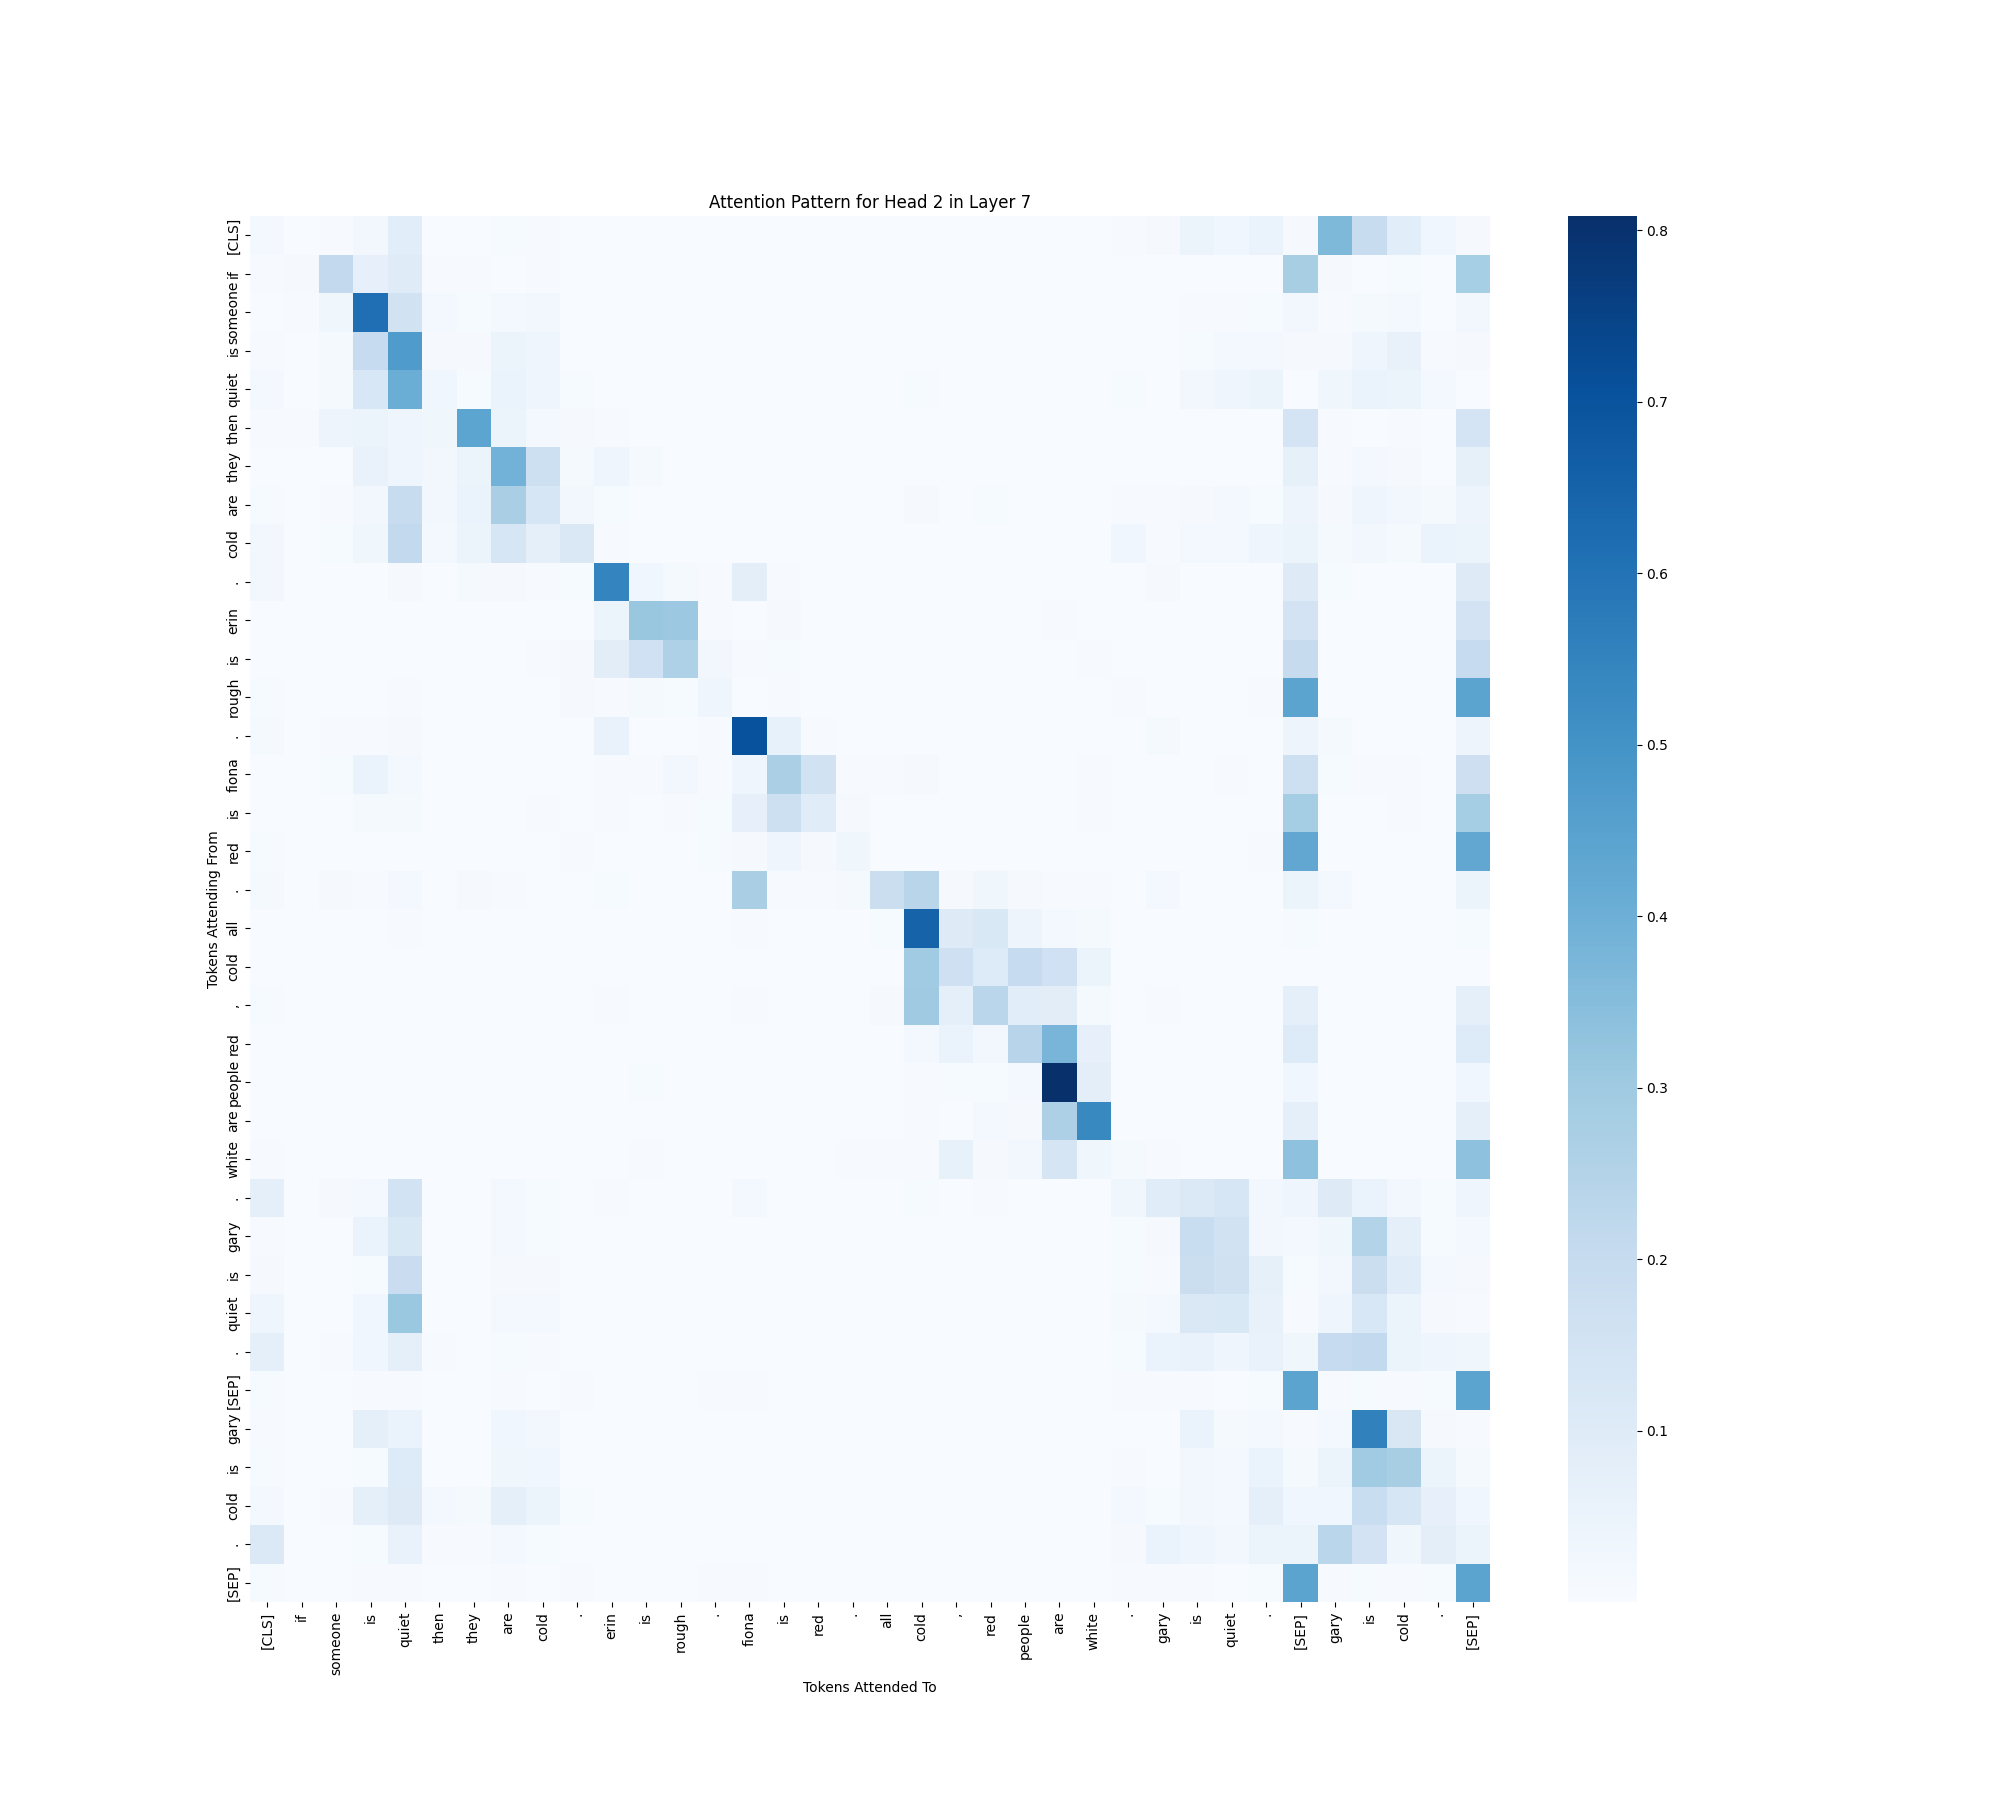 Attention Pattern for Head 2 in Layer 7
Tokens Attending From
[CLS]
if
someone
is
quiet
then
they
are
cold
.
erin
is
rough
.
fiona
is
red
.
all
cold
,
red
people
are
white
.
gary
is
quiet
.
[SEP]
gary
is
cold
.
[SEP]
[CLS]
if
someone
is
quiet
then
they
are
cold
.
erin
is
rough
.
fiona
is
red
.
all
cold
,
red
people
are
white
.
gary
is
quiet
.
[SEP]
gary
is
cold
.
[SEP]
Tokens Attended To
0.8
0.7
0.6
0.5
0.4
0.3
0.2
0.1